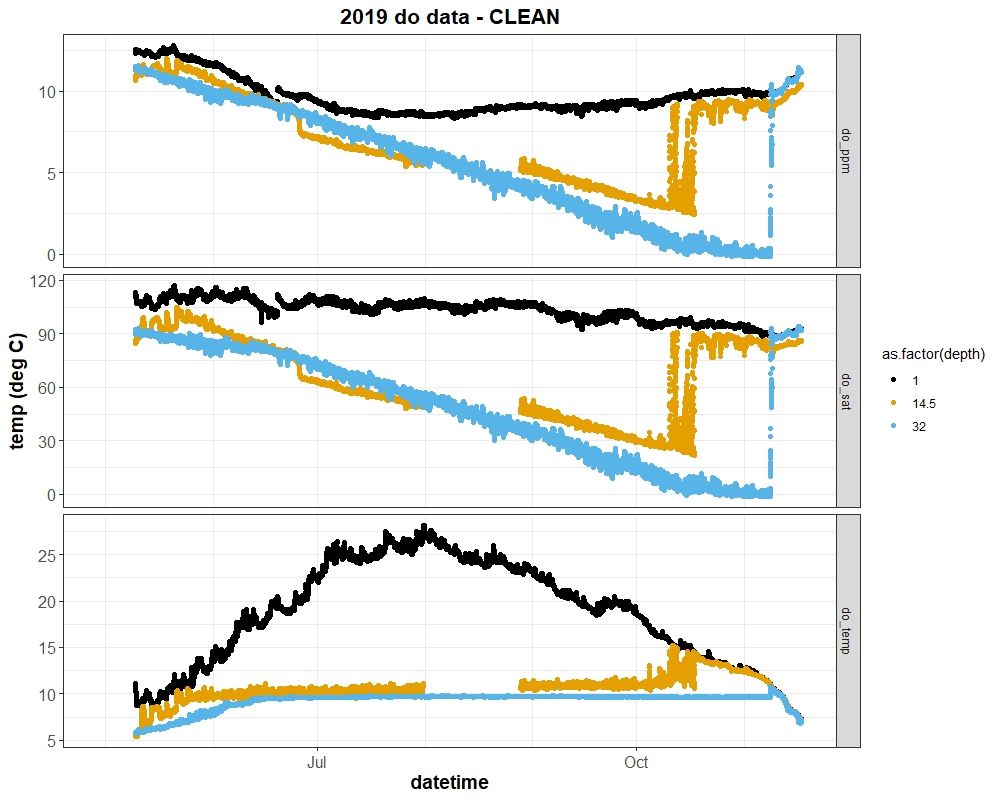 2019 do data - CLEAN
10
5
0
do_ppm
120
90
60
30
0
do_sat
temp (deg C)
25
20
15
10
5
do_temp
Jul
Oct
datetime
as.factor(depth)
1
14.5
32